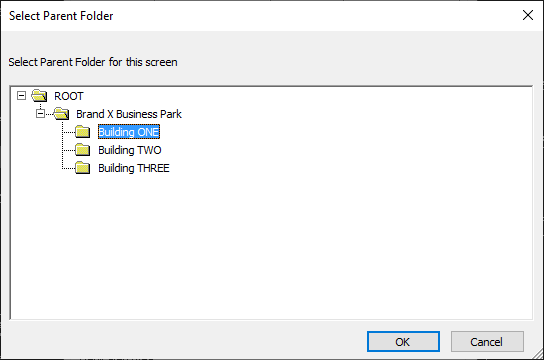 Select Parent Folder
Select Parent Folder for this screen
ROOT
Brand X Business Park
Building ONE
Building TWO
Building THREE
OK Cancel